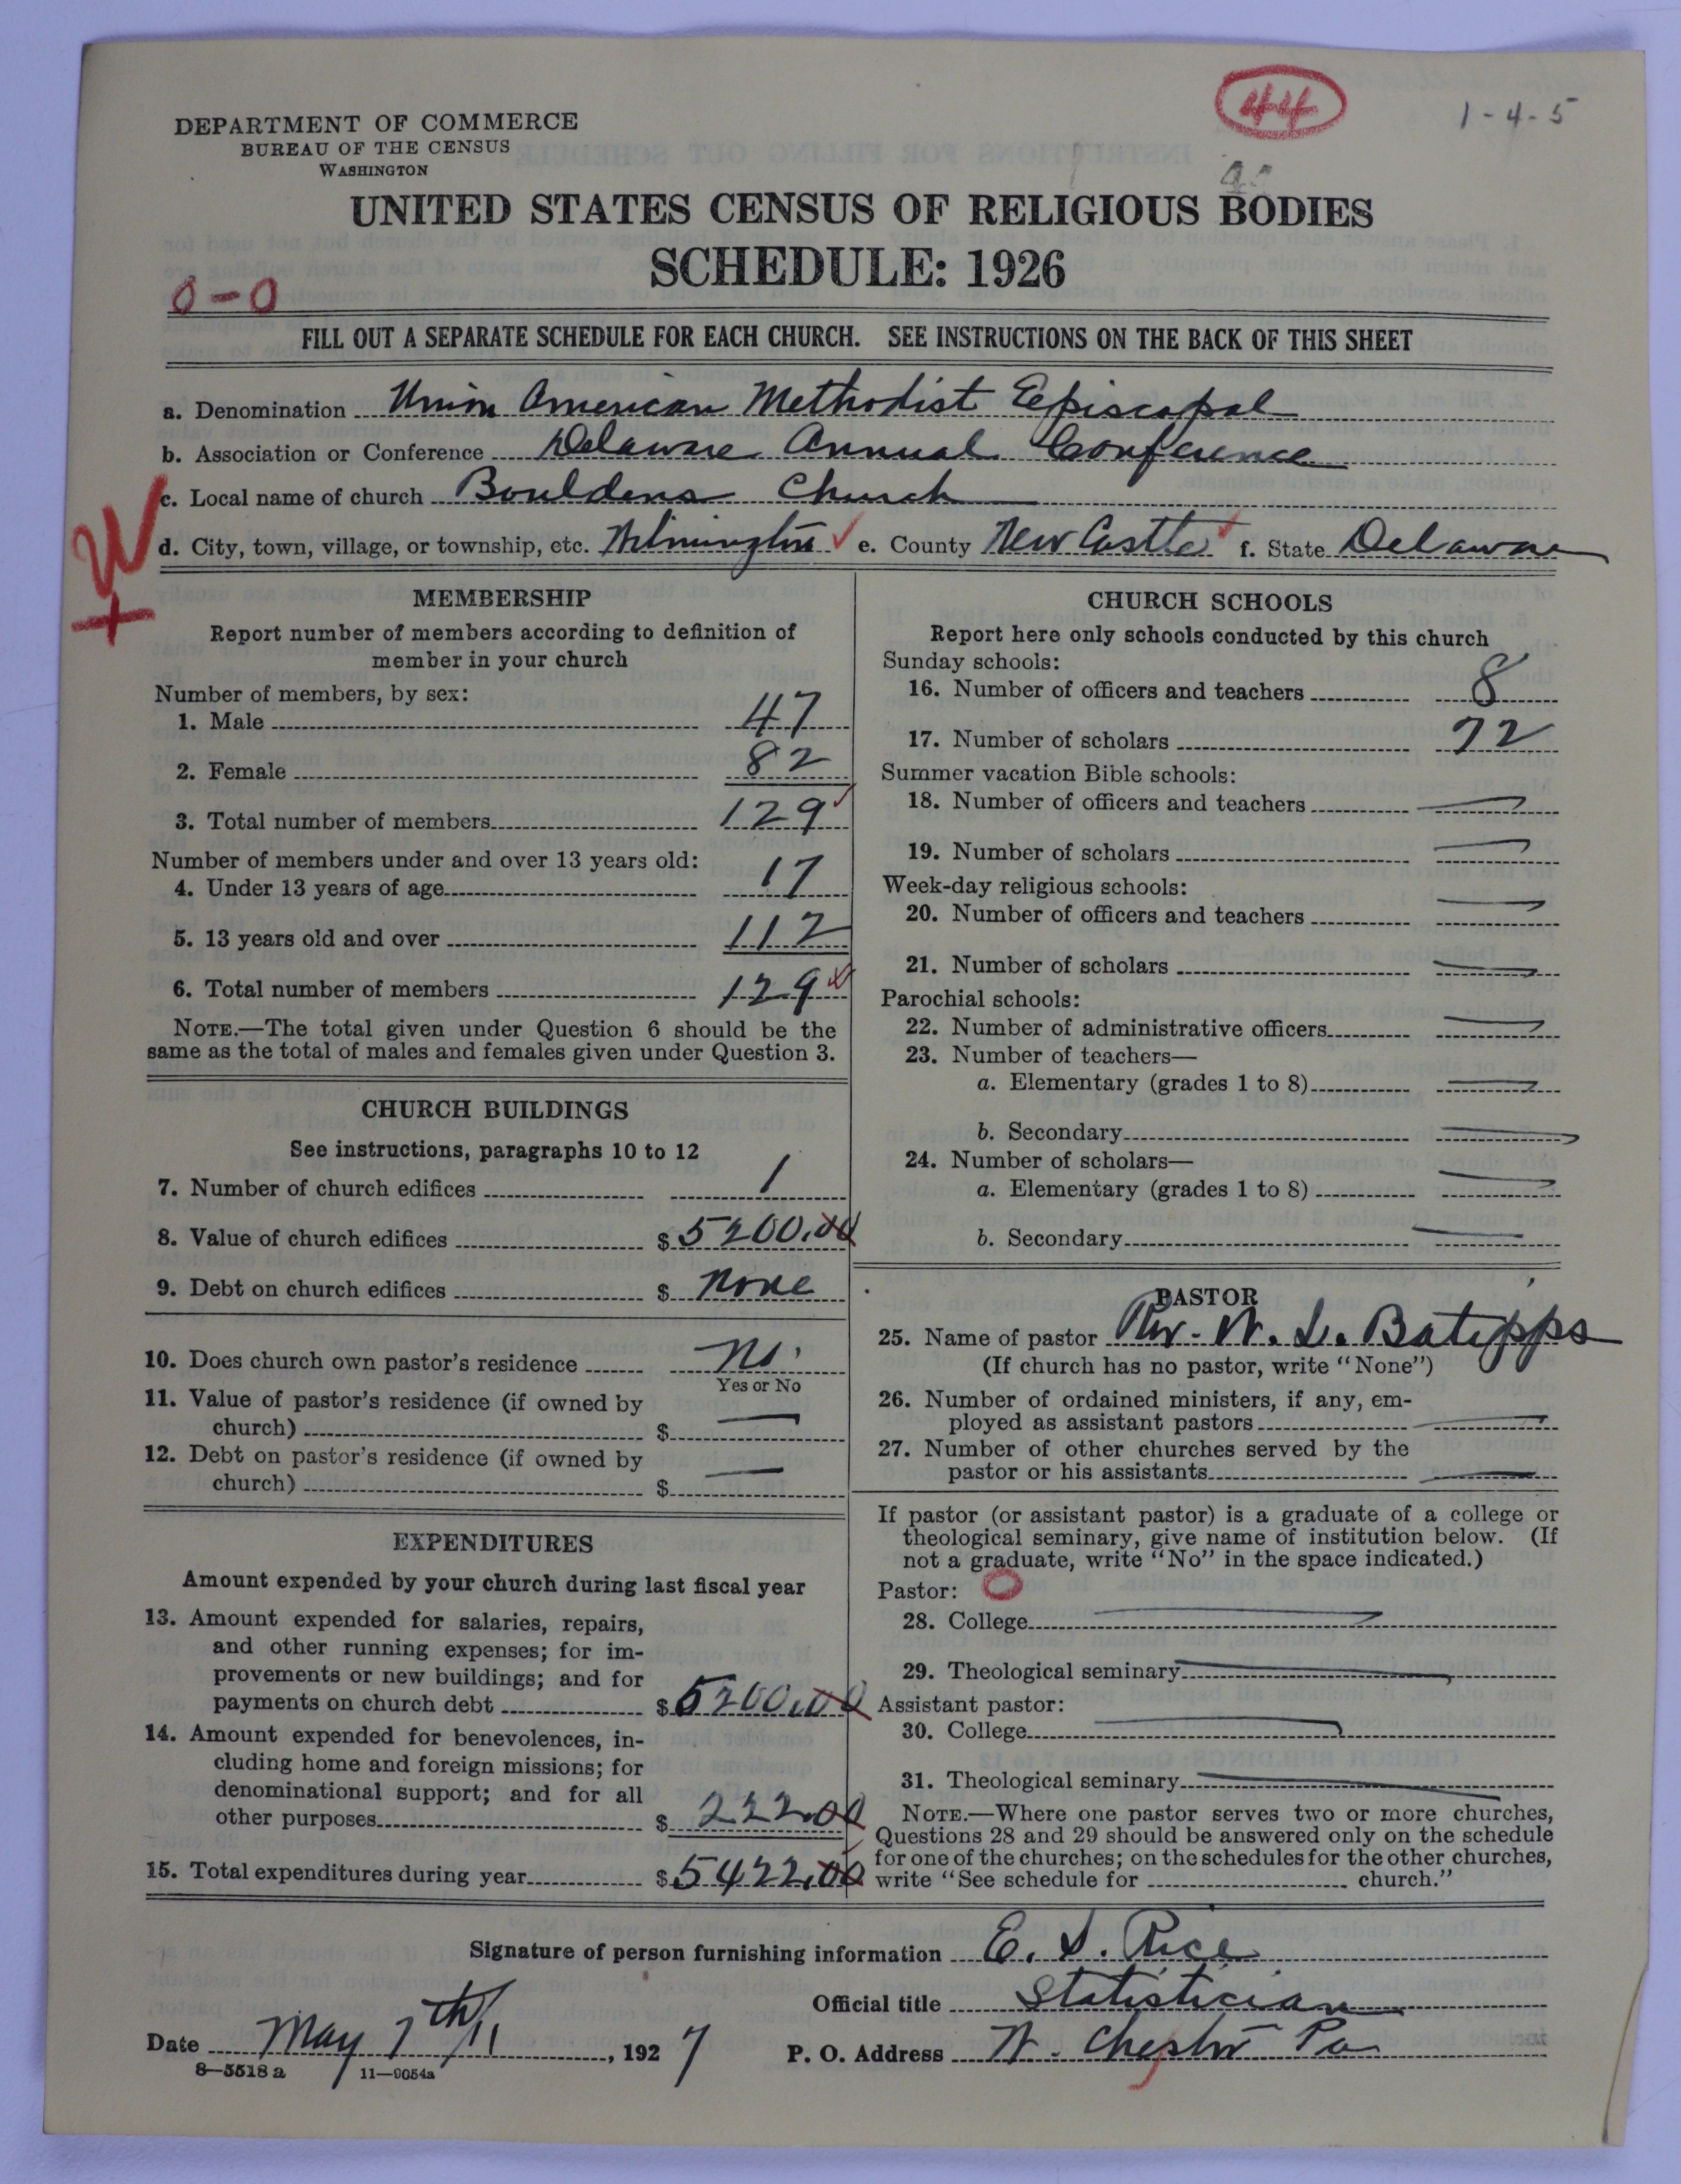 44
1-4-5
DEPARTMENT OF COMMERCE
BUREAU OF THE CENSUS
WASHINGTON
UNITED STATES CENSUS OF RELIGIOUS BODIES
SCHEDULE: 1926
0-0
FILL OUT A SEPARATE SCHEDULE FOR EACH CHURCH. SEE INSTRUCTIONS ON THE BACK OF THIS SHEET
a. Denomination Union American Methodist Episcopal
b. Association or Conference Delaware Annual Conference
c. Local name of church Bouldens Church
d. City, town, village, or township, etc. Wilmington e. County New Castle f. State Delaware
W
+
MEMBERSHIP
Report number of members according to definition of
member in your church
Number of members, by sex:
1. Male 47
2. Female 82
3. Total number of members 129
Number of members under and over 13 years old:
4. Under 13 years of age 17
5. 13 years old and over 112
6. Total number of members 129
NOTE.—The total given under Question 6 should be the
same as the total of males and females given under Question 3.
CHURCH BUILDINGS
See instructions, paragraphs 10 to 12
7. Number of church edifices 1
8. Value of church edifices $ 5200.00
9. Debt on church edifices $ None
10. Does church own pastor's residence No.
Yes or No
11. Value of pastor's residence (if owned by
church) $ —
12. Debt on pastor's residence (if owned by
church) $ —
EXPENDITURES
Amount expended by your church during last fiscal year
13. Amount expended for salaries, repairs,
and other running expenses; for im-
provements or new buildings; and for
payments on church debt $ 5200.00
14. Amount expended for benevolences, in-
cluding home and foreign missions; for
denominational support; and for all
other purposes $ 222.00
15. Total expenditures during year $ 5422.00
CHURCH SCHOOLS
Report here only schools conducted by this church
Sunday schools:
16. Number of officers and teachers 8
17. Number of scholars 72
Summer vacation Bible schools:
18. Number of officers and teachers —
19. Number of scholars —
Week-day religious schools:
20. Number of officers and teachers —
21. Number of scholars —
Parochial schools:
22. Number of administrative officers —
23. Number of teachers—
a. Elementary (grades 1 to 8) —
b. Secondary —
24. Number of scholars—
a. Elementary (grades 1 to 8) —
b. Secondary —
PASTOR
25. Name of pastor Rev. W. L. Batipps
(If church has no pastor, write "None")
26. Number of ordained ministers, if any, em-
ployed as assistant pastors —
27. Number of other churches served by the
pastor or his assistants —
If pastor (or assistant pastor) is a graduate of a college or
theological seminary, give name of institution below. (If
not a graduate, write "No" in the space indicated.)
Pastor: O
28. College —
29. Theological seminary —
Assistant pastor:
30. College —
31. Theological seminary —
NOTE.—Where one pastor serves two or more churches,
Questions 28 and 29 should be answered only on the schedule
for one of the churches; on the schedules for the other churches,
write "See schedule for church."
Signature of person furnishing information E. S. Rice
Official title Statistician
Date May 7th/11, 1927 P. O. Address W. Chester Pa
8—5518 a 11—9054a